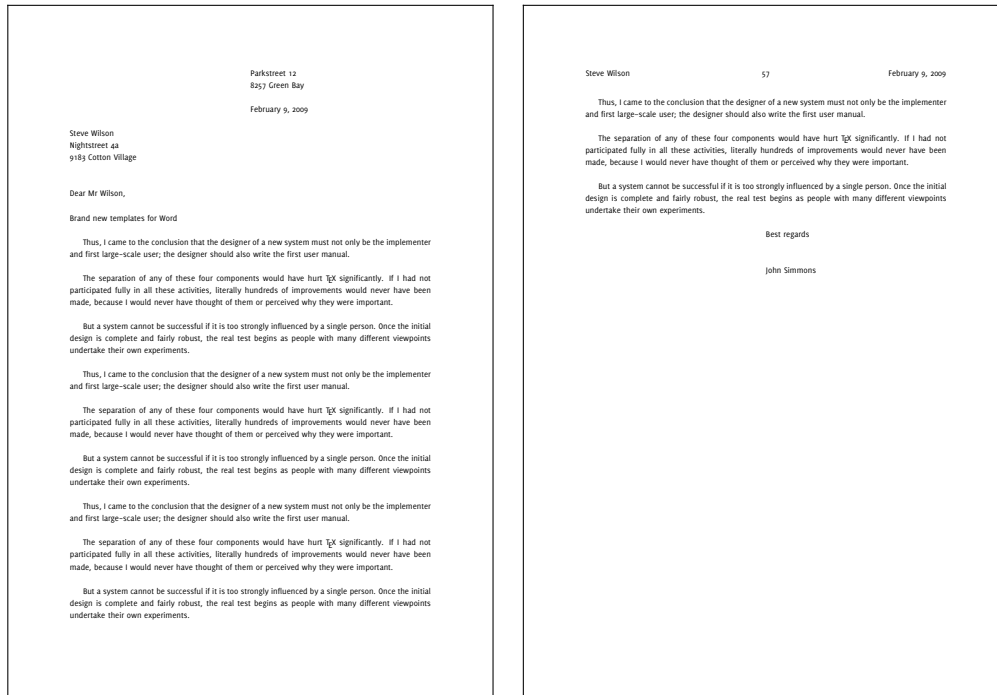 Parkstreet 12
8257 Green Bay
February 9, 2009
Steve Wilson
Nightstreet 4a
9183 Cotton Village
Dear Mr Wilson,
Brand new templates for Word
Thus, I came to the conclusion that the designer of a new system must not only be the implementer
and first large-scale user; the designer should also write the first user manual.
The separation of any of these four components would have hurt TEX significantly. If I had not
participated fully in all these activities, literally hundreds of improvements would never have been
made, because I would never have thought of them or perceived why they were important.
But a system cannot be successful if it is too strongly influenced by a single person. Once the initial
design is complete and fairly robust, the real test begins as people with many different viewpoints
undertake their own experiments.
Thus, I came to the conclusion that the designer of a new system must not only be the implementer
and first large-scale user; the designer should also write the first user manual.
The separation of any of these four components would have hurt TEX significantly. If I had not
participated fully in all these activities, literally hundreds of improvements would never have been
made, because I would never have thought of them or perceived why they were important.
But a system cannot be successful if it is too strongly influenced by a single person. Once the initial
design is complete and fairly robust, the real test begins as people with many different viewpoints
undertake their own experiments.
Thus, I came to the conclusion that the designer of a new system must not only be the implementer
and first large-scale user; the designer should also write the first user manual.
The separation of any of these four components would have hurt TEX significantly. If I had not
participated fully in all these activities, literally hundreds of improvements would never have been
made, because I would never have thought of them or perceived why they were important.
But a system cannot be successful if it is too strongly influenced by a single person. Once the initial
design is complete and fairly robust, the real test begins as people with many different viewpoints
undertake their own experiments.
Steve Wilson 57 February 9, 2009
Thus, I came to the conclusion that the designer of a new system must not only be the implementer
and first large-scale user; the designer should also write the first user manual.
The separation of any of these four components would have hurt TEX significantly. If I had not
participated fully in all these activities, literally hundreds of improvements would never have been
made, because I would never have thought of them or perceived why they were important.
But a system cannot be successful if it is too strongly influenced by a single person. Once the initial
design is complete and fairly robust, the real test begins as people with many different viewpoints
undertake their own experiments.
Best regards
John Simmons